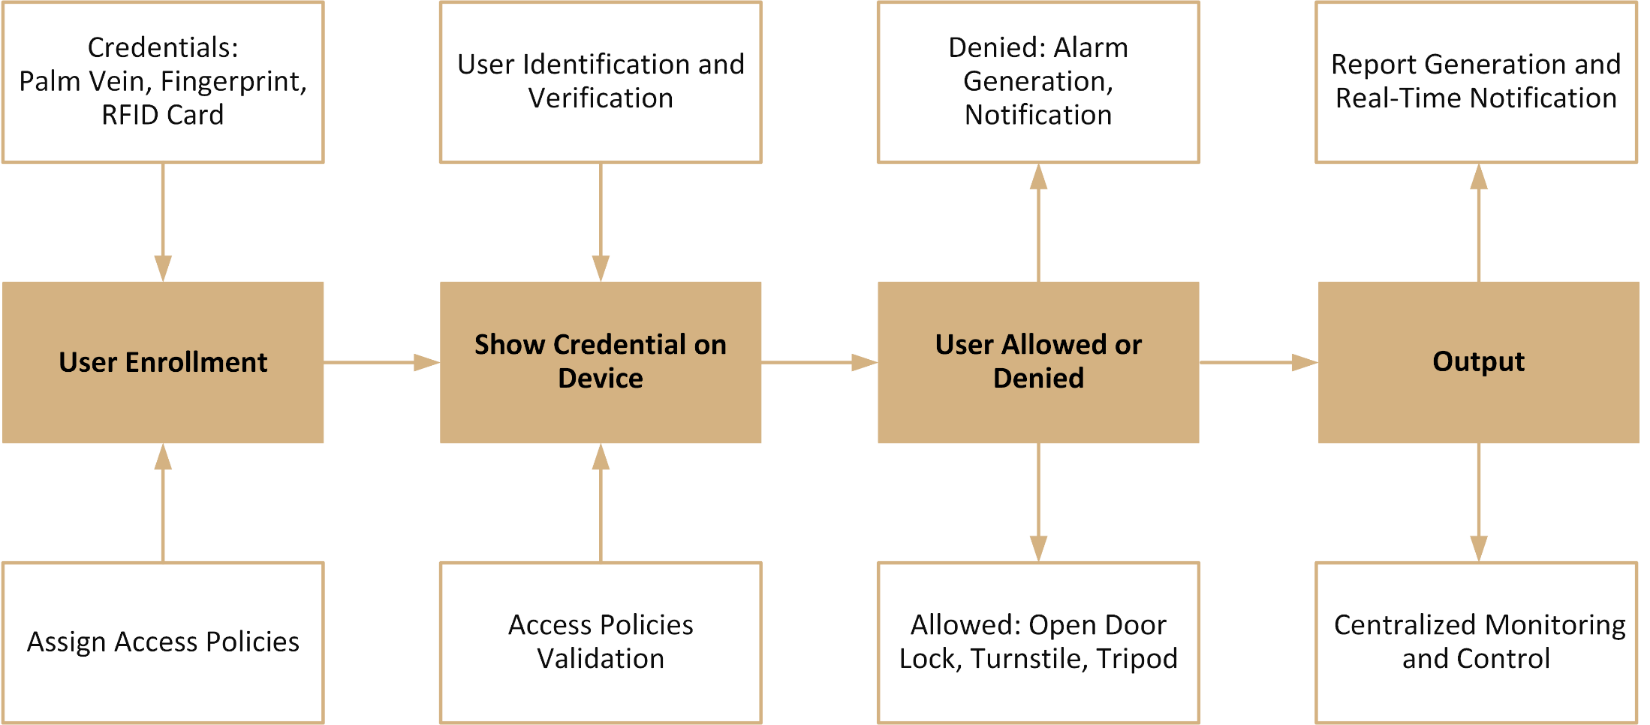 Credentials:
Palm Vein, Fingerprint,
RFID Card
User Identification and
Verification
Denied: Alarm
Generation,
Notification
Report Generation and
Real-Time Notification
User Enrollment
Show Credential on
Device
User Allowed or
Denied
Output
Assign Access Policies
Access Policies
Validation
Allowed: Open Door
Lock, Turnstile, Tripod
Centralized Monitoring
and Control